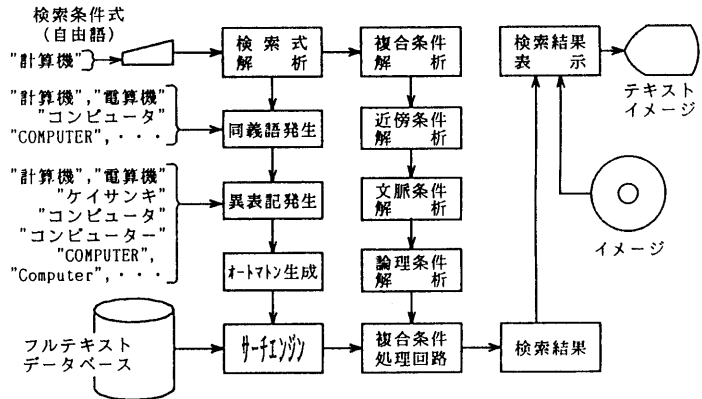 検索条件式
(自由語)
"計算機"
検索式
解析
複合条件
解析
検索結果
表示
テキスト
イメージ
"計算機","電算機"
"コンピュータ"
"COMPUTER",・・・
同義語発生
近傍条件
解析
"計算機","電算機"
"ケイサンキ"
"コンピュータ"
"コンピューター"
"COMPUTER",
"Computer",・・・
異表記発生
文脈条件
解析
イメージ
オートマトン生成
論理条件
解析
フルテキスト
データベース
サーチエンジン
複合条件
処理回路
検索結果